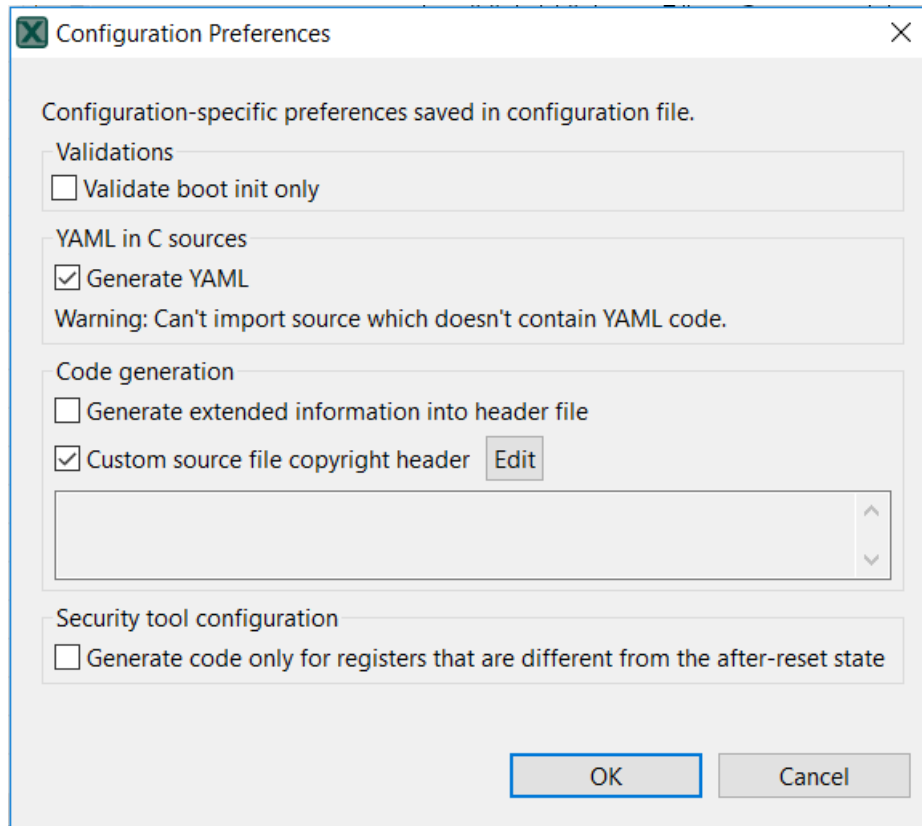 Configuration Preferences
Configuration-specific preferences saved in configuration file.
Validations
Validate boot init only
YAML in C sources
Generate YAML
Warning: Can't import source which doesn't contain YAML code.
Code generation
Generate extended information into header file
Custom source file copyright header Edit
Security tool configuration
Generate code only for registers that are different from the after-reset state
OK Cancel